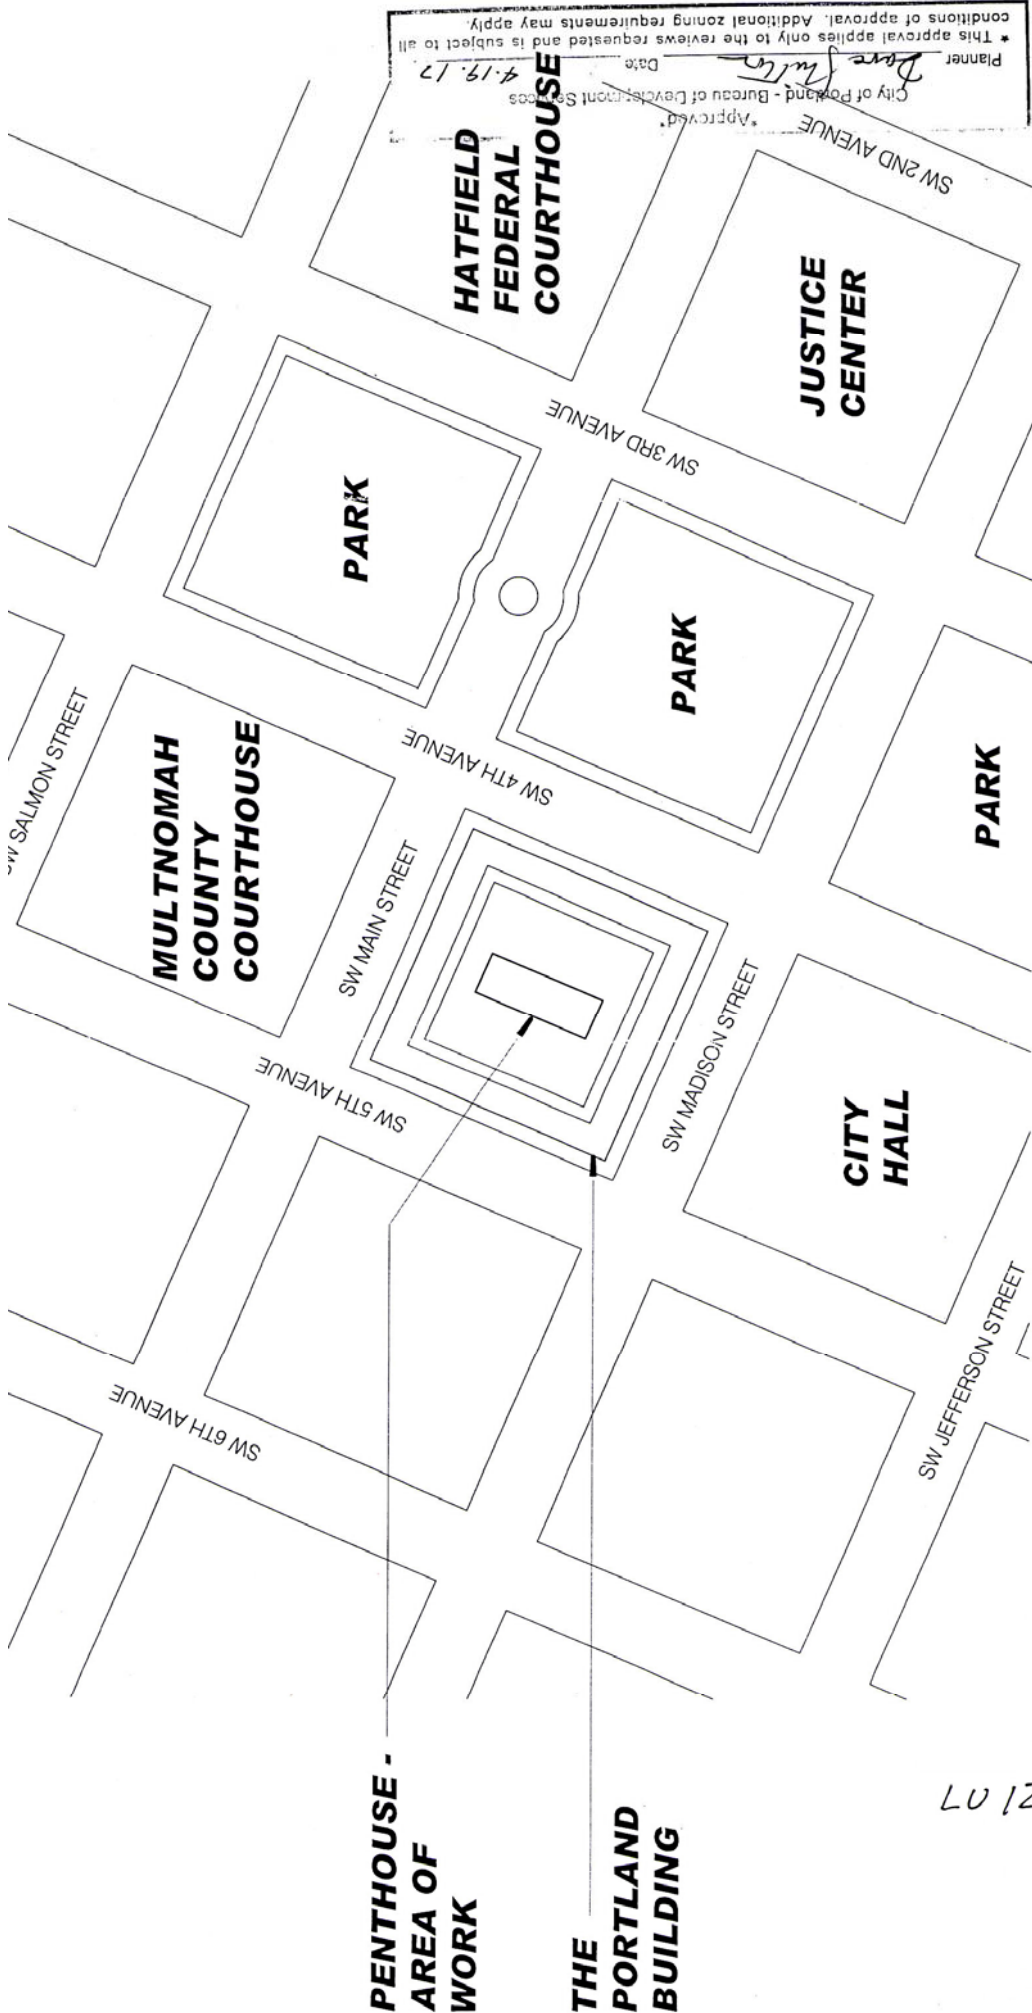 * This approval applies only to the reviews requested and is subject to all
conditions of approval. Additional zoning requirements may apply.
Planner
Date 4.19.12
City of Portland - Bureau of Development Services
*Approved*
HATFIELD
FEDERAL
COURTHOUSE
SW 2ND AVENUE
JUSTICE
CENTER
SW 3RD AVENUE
PARK
PARK
PARK
SW SALMON STREET
MULTNOMAH
COUNTY
COURTHOUSE
SW 4TH AVENUE
SW MAIN STREET
SW MADISON STREET
SW 5TH AVENUE
CITY
HALL
SW 6TH AVENUE
SW JEFFERSON STREET
PENTHOUSE -
AREA OF
WORK
THE
PORTLAND
BUILDING
LU 12